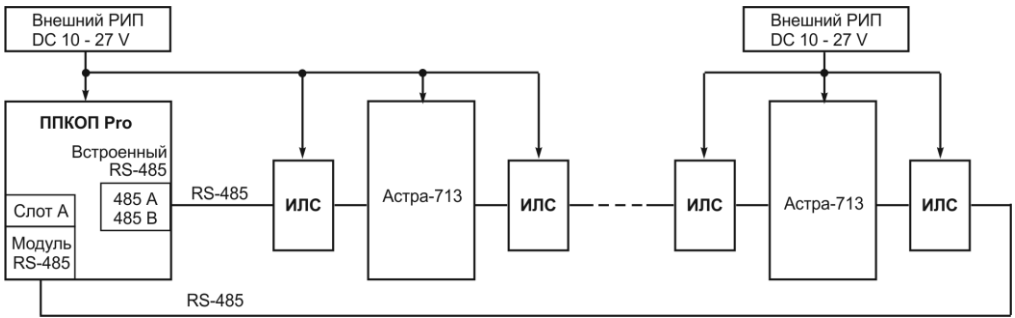 Внешний РИП
DC 10 - 27 V
Внешний РИП
DC 10 - 27 V
ППКОП Pro
Встроенный
RS-485
485 A
485 B
Слот А
Модуль
RS-485
RS-485
ИЛС
Астра-713
ИЛС
ИЛС
Астра-713
ИЛС
RS-485